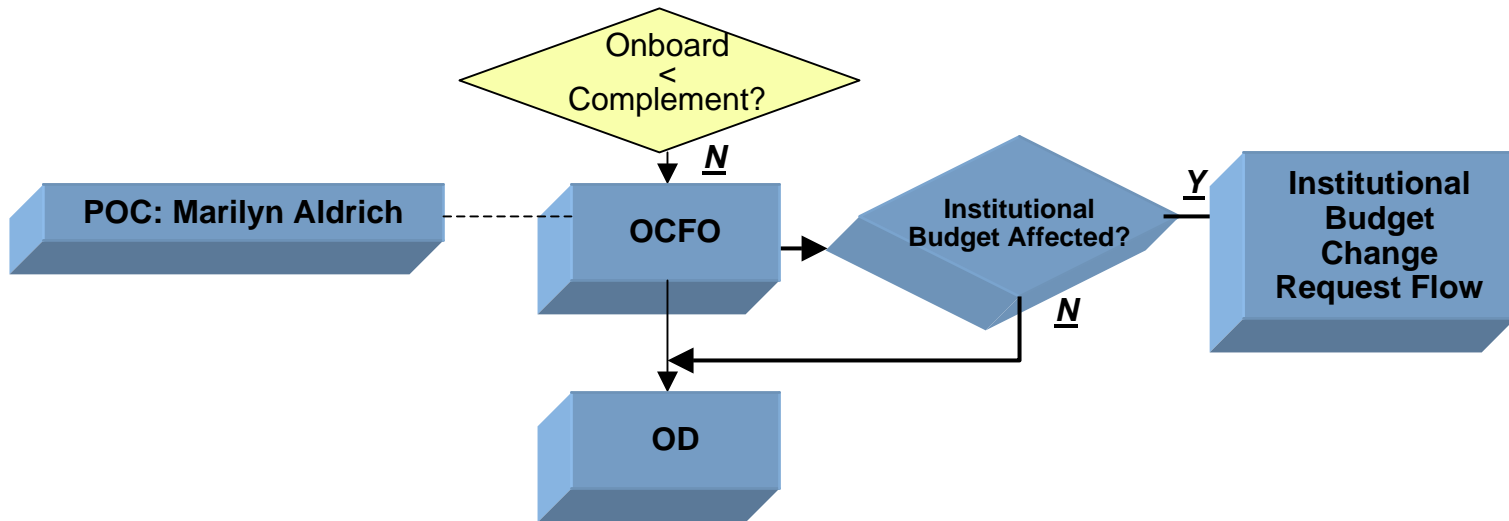 Onboard
<
Complement?
N
POC: Marilyn Aldrich
OCFO
Institutional
Budget Affected?
Y
Institutional
Budget
Change
Request Flow
N
OD